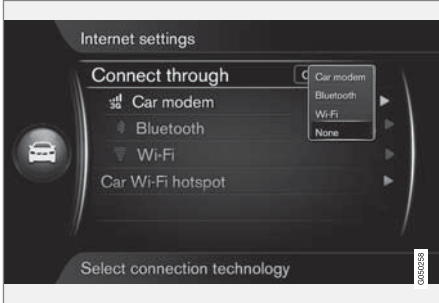 Internet settings
Connect through
Car modem
Bluetooth
Wi-Fi
None
3G Car modem
Bluetooth
Wi-Fi
Car Wi-Fi hotspot
Select connection technology
G050258